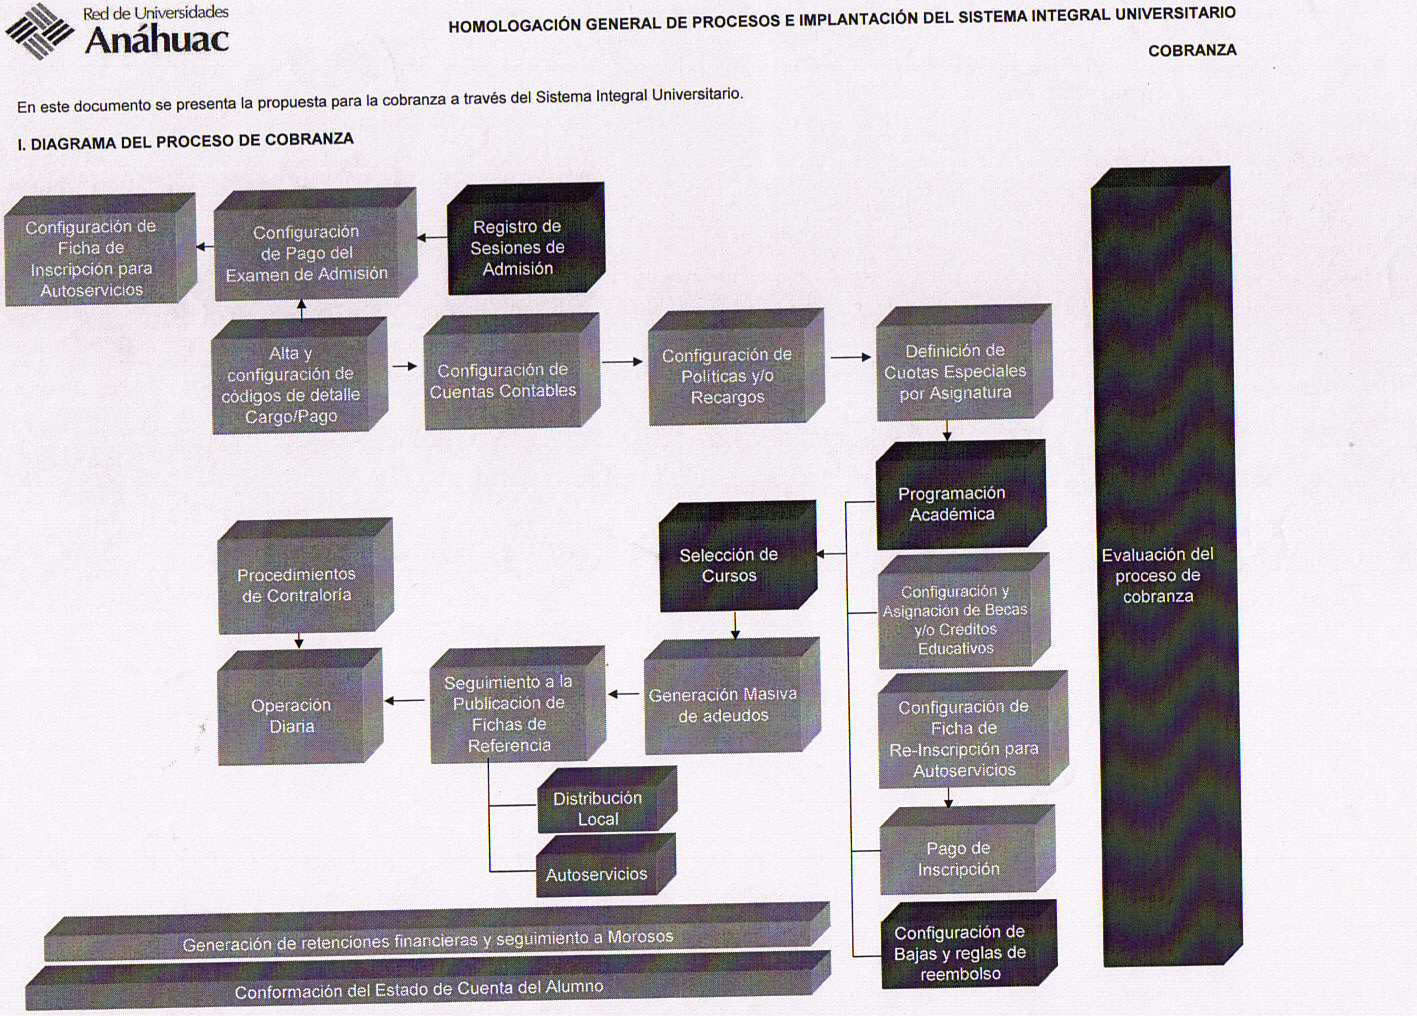 Red de Universidades
Anáhuac
HOMOLOGACIÓN GENERAL DE PROCESOS E IMPLANTACIÓN DEL SISTEMA INTEGRAL UNIVERSITARIO
COBRANZA
En este documento se presenta la propuesta para la cobranza a través del Sistema Integral Universitario.
I. DIAGRAMA DEL PROCESO DE COBRANZA
Configuración de
Ficha de
Inscripción para
Autoservicios
Configuración
de Pago del
Examen de Admisión
Registro de
Sesiones de
Admisión
Alta y
configuración de
códigos de detalle
Cargo/Pago
Configuración de
Cuentas Contables
Configuración de
Políticas y/o
Recargos
Definición de
Cuotas Especiales
por Asignatura
Programación
Académica
Selección de
Cursos
Procedimientos
de Contraloría
Configuración y
Asignación de Becas
y/o Créditos
Educativos
Evaluación del
proceso de
cobranza
Operación
Diaria
Seguimiento a la
Publicación de
Fichas de
Referencia
Generación Masiva
de adeudos
Configuración de
Ficha de
Re-Inscripción para
Autoservicios
Distribución
Local
Autoservicios
Pago de
Inscripción
Configuración de
Bajas y reglas de
reembolso
Generación de retenciones financieras y seguimiento a Morosos
Conformación del Estado de Cuenta del Alumno